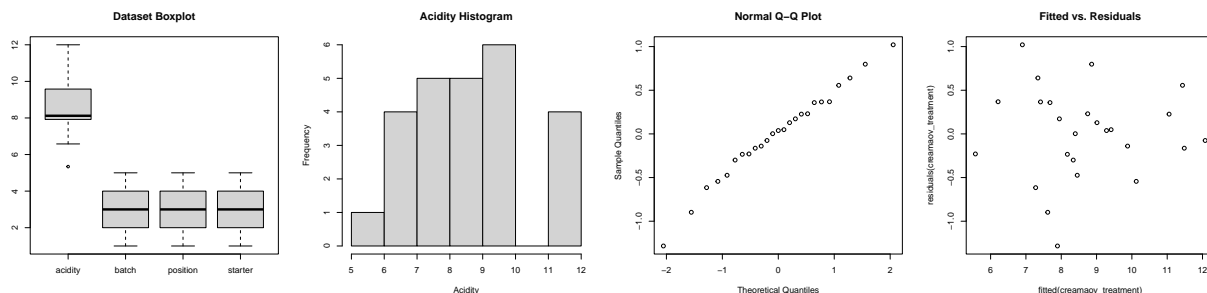 Dataset Boxplot
12
10
8
6
4
2
acidity batch position starter
Acidity Histogram
Frequency
6
5
4
3
2
1
0
5 6 7 8 9 10 11 12
Acidity
Normal Q−Q Plot
Sample Quantiles
1.0
0.5
0.0
−0.5
−1.0
−2 −1 0 1 2
Theoretical Quantiles
Fitted vs. Residuals
residuals(creamaov_treatment)
1.0
0.5
0.0
−0.5
−1.0
6 7 8 9 10 11 12
fitted(creamaov_treatment)